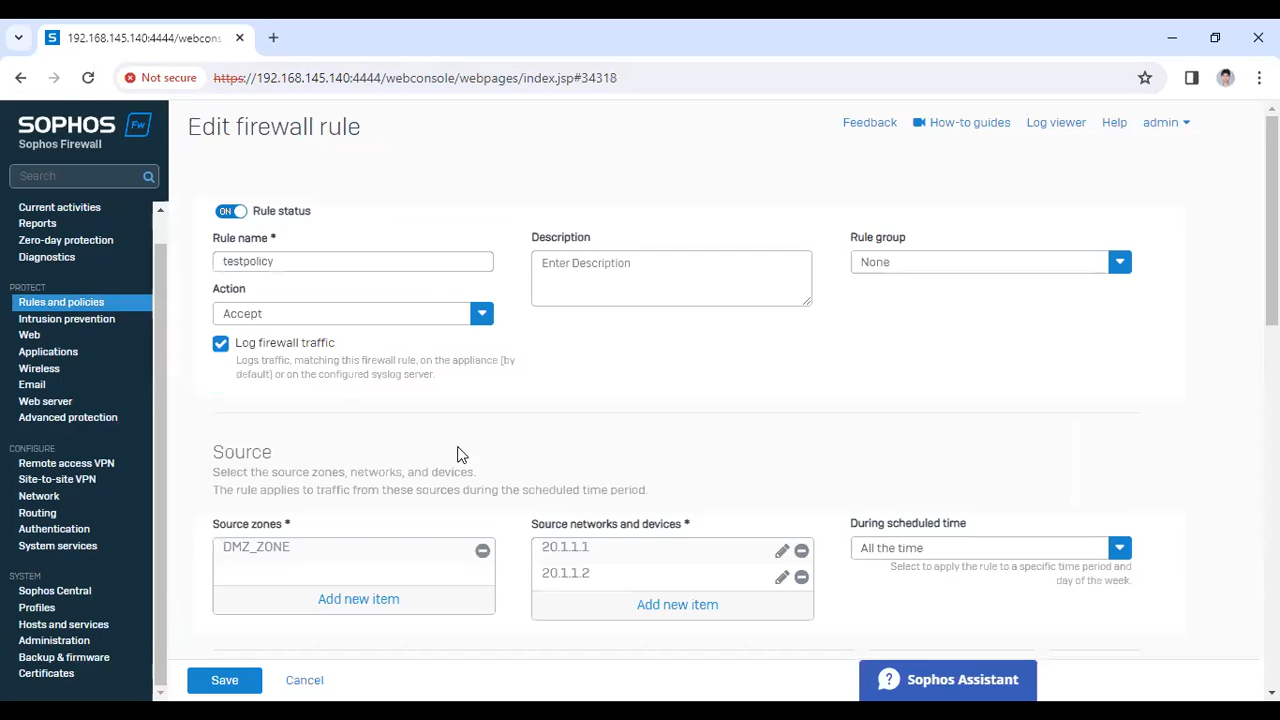 192.168.145.140:4444/webcons
Not secure
https://192.168.145.140:4444/webconsole/webpages/index.jsp#34318
SOPHOS Fw
Sophos Firewall
Search
Current activities
Reports
Zero-day protection
Diagnostics
PROTECT
Rules and policies
Intrusion prevention
Web
Applications
Wireless
Email
Web server
Advanced protection
CONFIGURE
Remote access VPN
Site-to-site VPN
Network
Routing
Authentication
System services
SYSTEM
Sophos Central
Profiles
Hosts and services
Administration
Backup & firmware
Certificates
Edit firewall rule
Feedback How-to guides Log viewer Help admin
ON Rule status
Rule name *
testpolicy
Description
Enter Description
Rule group
None
Action
Accept
Log firewall traffic
Logs traffic, matching this firewall rule, on the appliance (by
default) or on the configured syslog server.
Source
Select the source zones, networks, and devices.
The rule applies to traffic from these sources during the scheduled time period.
Source zones *
DMZ_ZONE
Add new item
Source networks and devices *
20.1.1.1
20.1.1.2
Add new item
During scheduled time
All the time
Select to apply the rule to a specific time period and
day of the week.
Save Cancel
Sophos Assistant